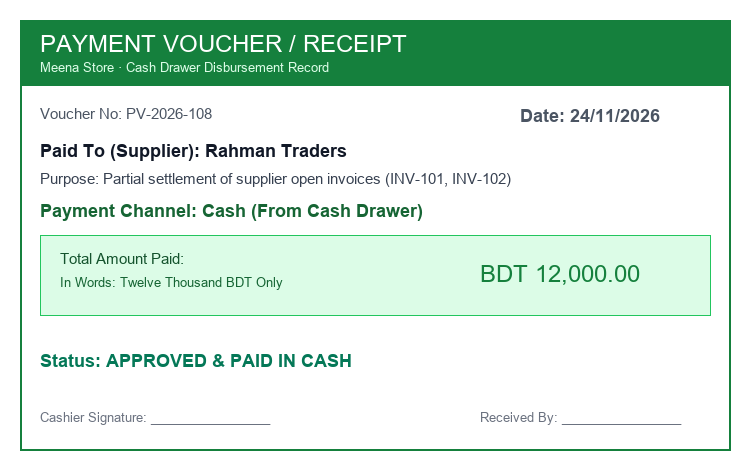 PAYMENT VOUCHER / RECEIPT
Meena Store · Cash Drawer Disbursement Record
Voucher No: PV-2026-108
Date: 24/11/2026
Paid To (Supplier): Rahman Traders
Purpose: Partial settlement of supplier open invoices (INV-101, INV-102)
Payment Channel: Cash (From Cash Drawer)
Total Amount Paid:
In Words: Twelve Thousand BDT Only
BDT 12,000.00
Status: APPROVED & PAID IN CASH
Cashier Signature: _________________
Received By: _________________